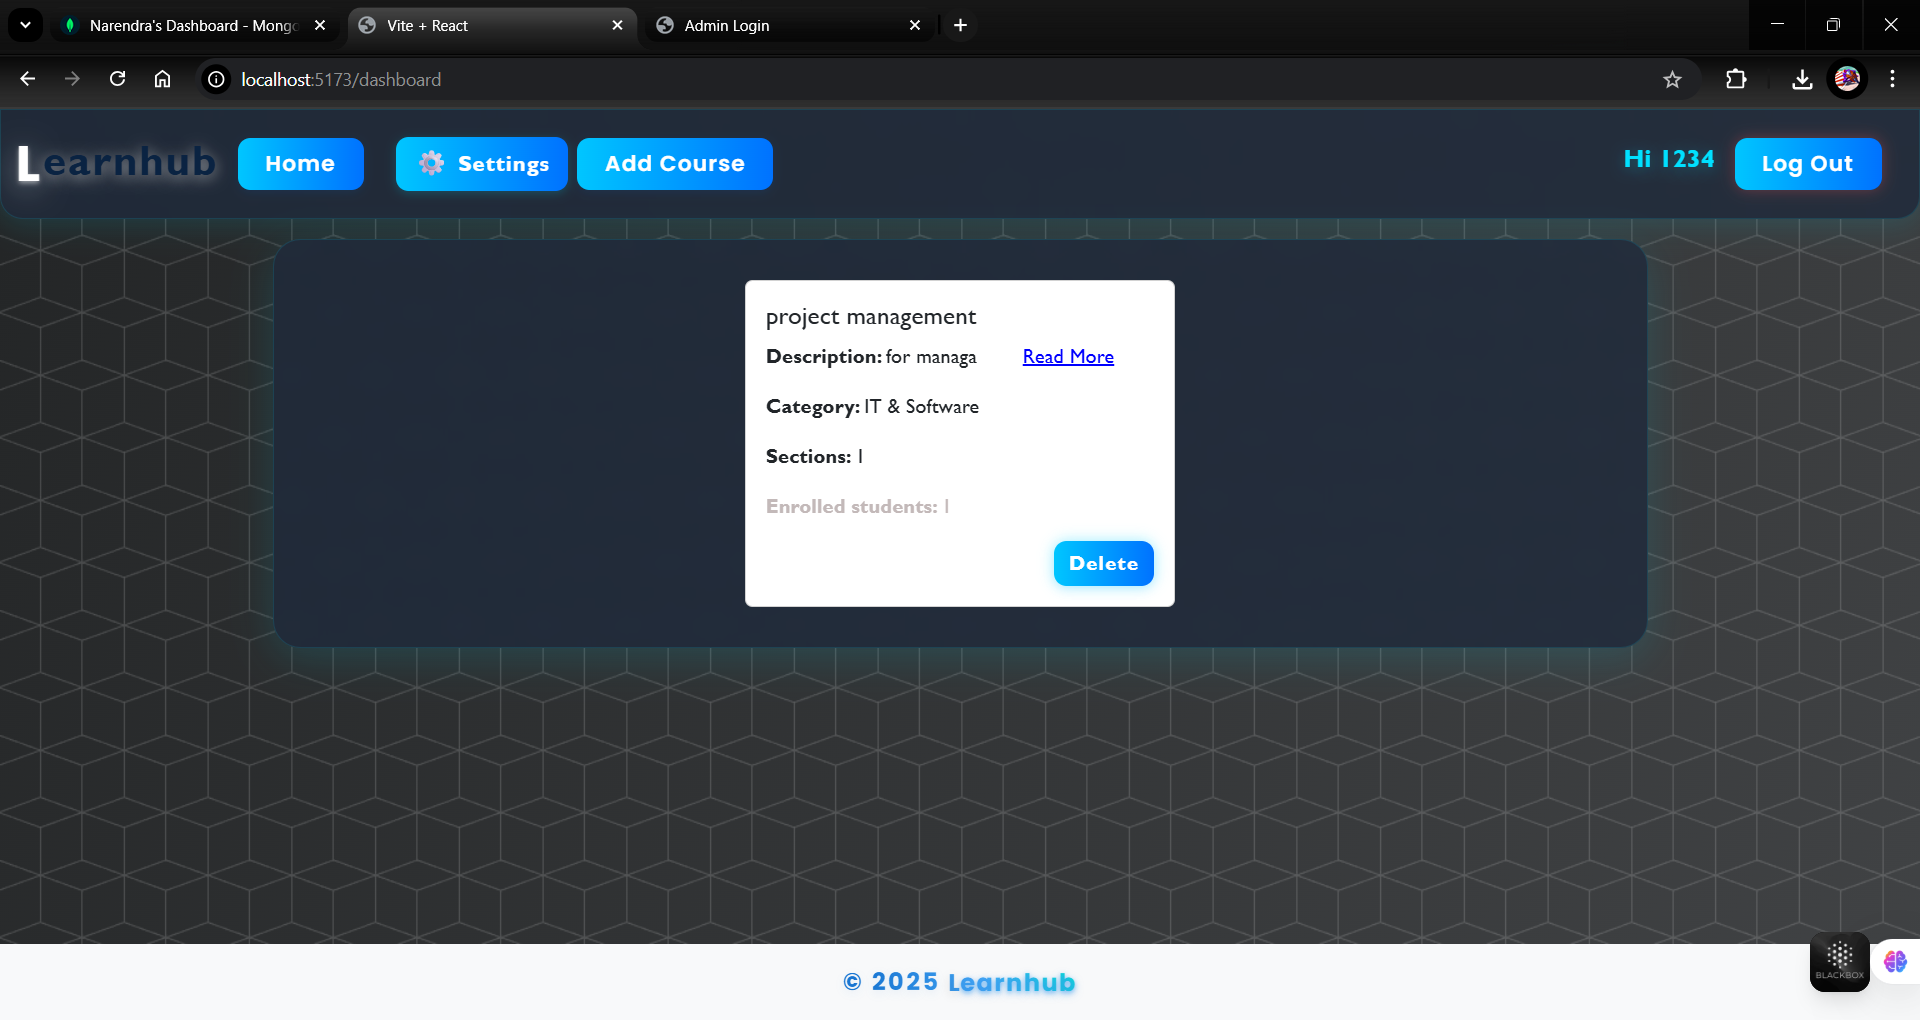 Narendra's Dashboard - Mongo
Vite + React
Admin Login
localhost:5173/dashboard
Learnhub
Home
Settings
Add Course
Hi 1234
Log Out
project management
Description: for managa Read More
Category: IT & Software
Sections: 1
Enrolled students: 1
Delete
© 2025 Learnhub
BLACKBOX